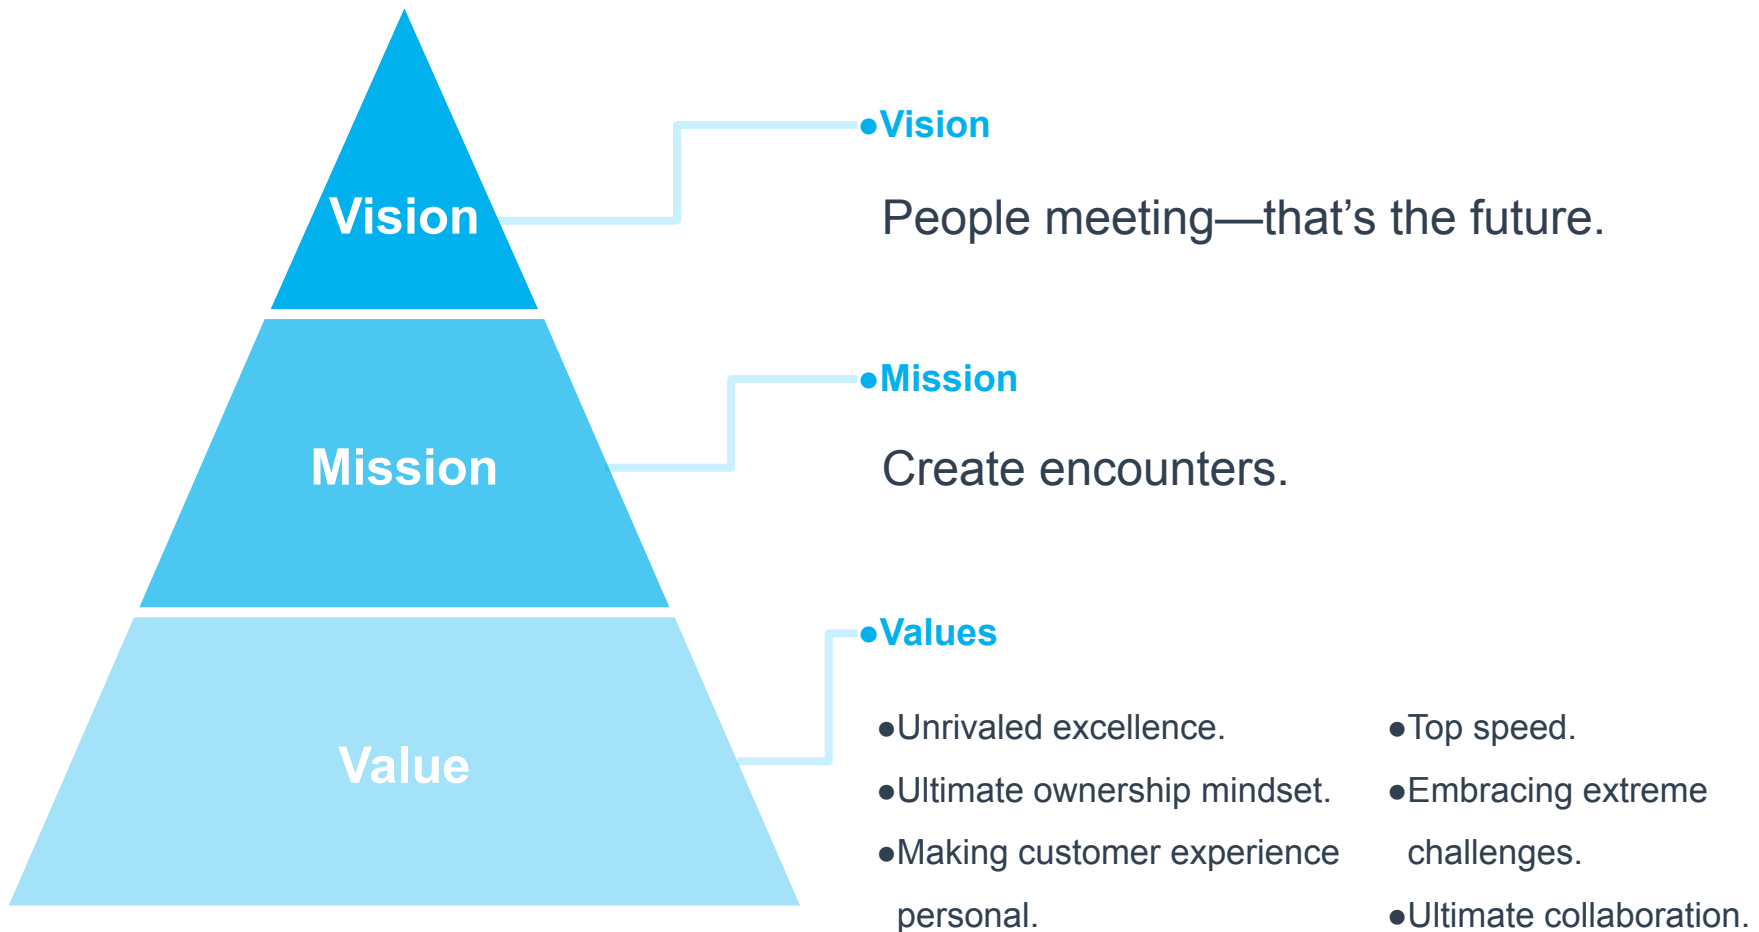 Vision
●Vision
People meeting—that’s the future.
Mission
●Mission
Create encounters.
Value
●Values
●Unrivaled excellence.
●Ultimate ownership mindset.
●Making customer experience
personal.
●Top speed.
●Embracing extreme
challenges.
●Ultimate collaboration.